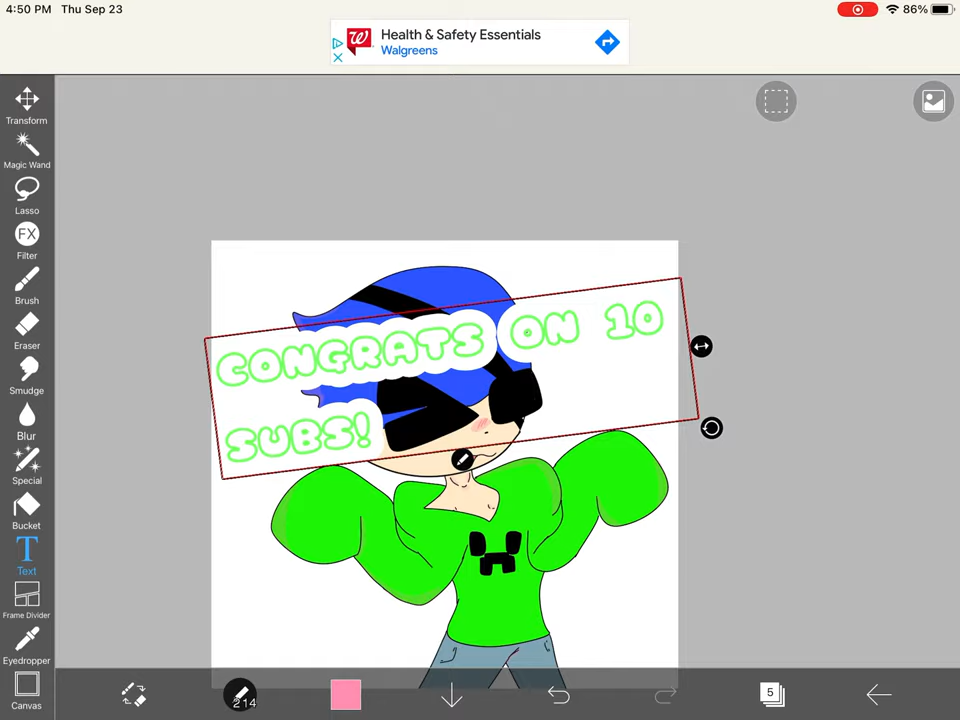 4:50 PM Thu Sep 23
86%
Health & Safety Essentials
Walgreens
Transform
Magic Wand
Lasso
FX
Filter
Brush
Eraser
Smudge
Blur
Special
Bucket
T
Text
Frame Divider
Eyedropper
Canvas
CONGRATS ON 10
SUBS!
214
5